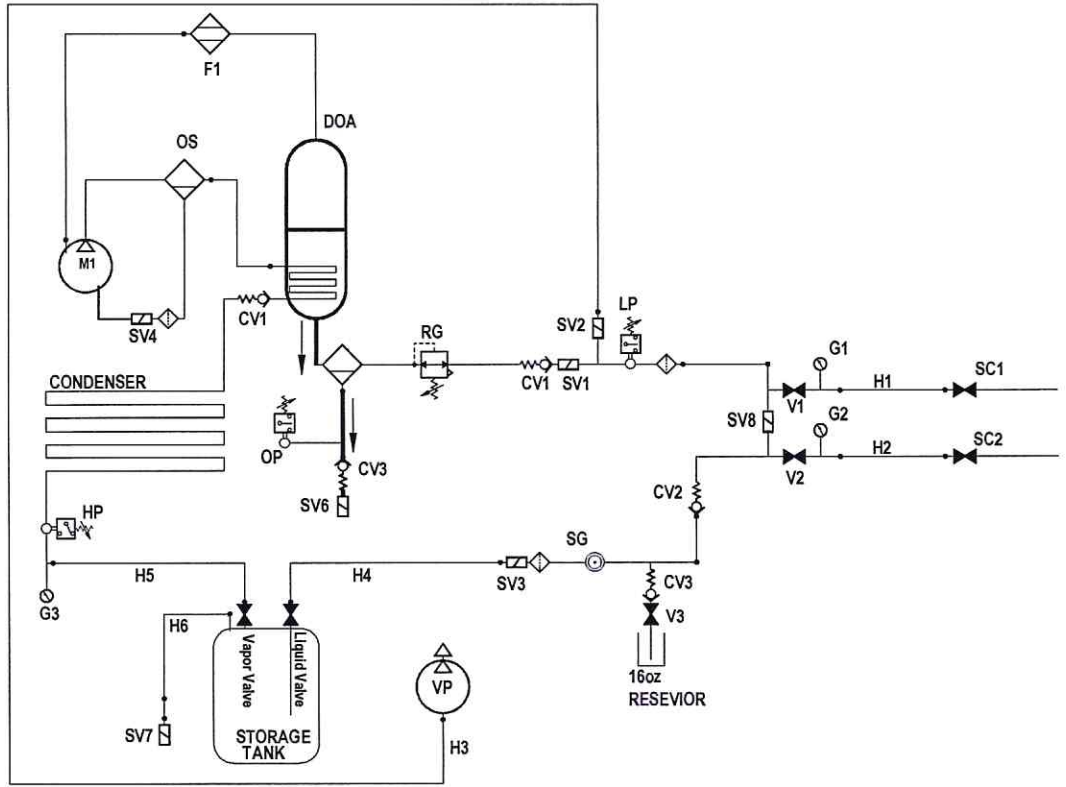 F1
DOA
OS
M1
SV4
CV1
RG
CV1
SV1
SV2
LP
G1
H1
SC1
V1
SV8
G2
H2
SC2
V2
CONDENSER
OP
CV3
SV6
CV2
HP
G3
H5
H4
SV3
SG
CV3
V3
16oz
RESEVIOR
H6
SV7
Vapor Valve
Liquid Valve
STORAGE
TANK
VP
H3